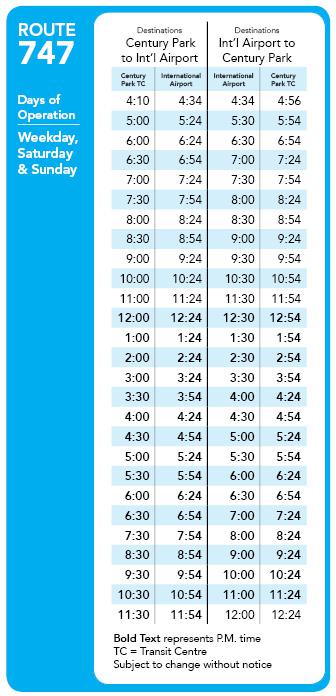 ROUTE
747
Days of
Operation
Weekday,
Saturday
& Sunday
Destinations Destinations
Century Park Int'l Airport to
to Int'l Airport Century Park
Century International International Century
Park TC Airport Airport Park TC
4:10 4:34 4:34 4:56
5:00 5:24 5:30 5:54
6:00 6:24 6:30 6:54
6:30 6:54 7:00 7:24
7:00 7:24 7:30 7:54
7:30 7:54 8:00 8:24
8:00 8:24 8:30 8:54
8:30 8:54 9:00 9:24
9:00 9:24 9:30 9:54
10:00 10:24 10:30 10:54
11:00 11:24 11:30 11:54
12:00 12:24 12:30 12:54
1:00 1:24 1:30 1:54
2:00 2:24 2:30 2:54
3:00 3:24 3:30 3:54
3:30 3:54 4:00 4:24
4:00 4:24 4:30 4:54
4:30 4:54 5:00 5:24
5:00 5:24 5:30 5:54
5:30 5:54 6:00 6:24
6:00 6:24 6:30 6:54
6:30 6:54 7:00 7:24
7:30 7:54 8:00 8:24
8:30 8:54 9:00 9:24
9:30 9:54 10:00 10:24
10:30 10:54 11:00 11:24
11:30 11:54 12:00 12:24
Bold Text represents P.M. time
TC = Transit Centre
Subject to change without notice